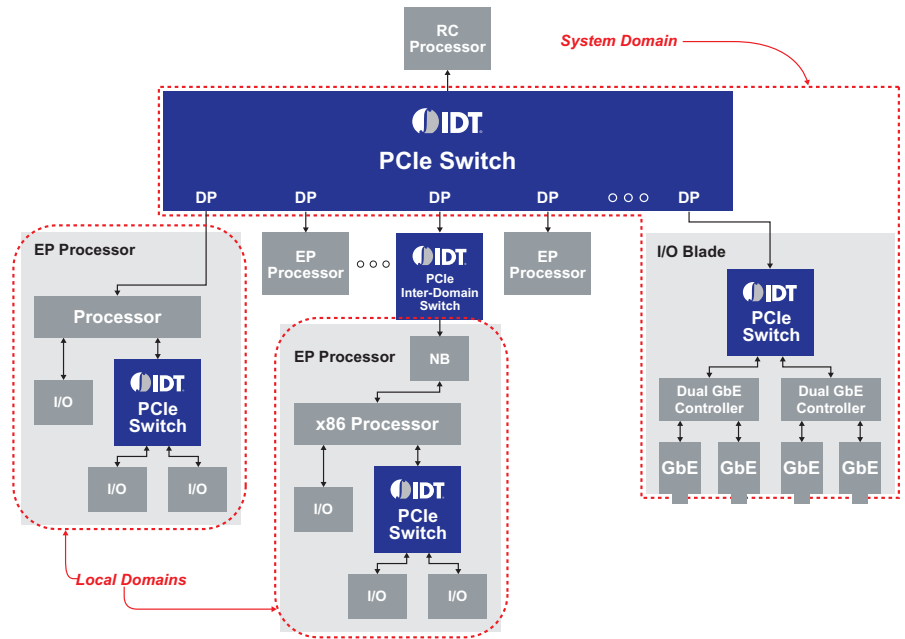 RC
Processor
System Domain
IDT
PCIe Switch
DP
DP
DP
DP
DP
EP Processor
Processor
I/O
IDT
PCIe
Switch
I/O
I/O
EP
Processor
IDT
PCIe
Inter-Domain
Switch
EP
Processor
EP Processor
NB
x86 Processor
I/O
IDT
PCIe
Switch
I/O
I/O
I/O Blade
IDT
PCIe
Switch
Dual GbE
Controller
Dual GbE
Controller
GbE
GbE
GbE
GbE
Local Domains